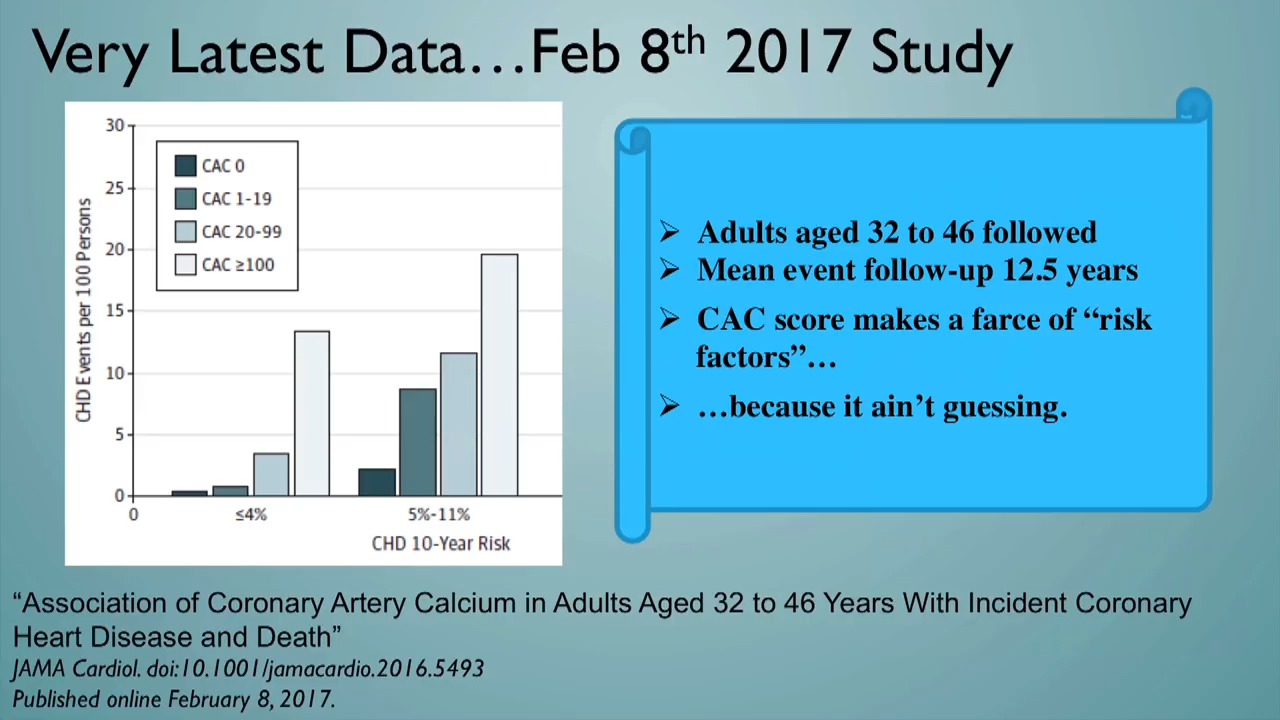 Very Latest Data…Feb 8th 2017 Study
30
25
20
15
10
5
0
CHD Events per 100 Persons
CAC 0
CAC 1-19
CAC 20-99
CAC ≥100
0
≤4%
5%-11%
CHD 10-Year Risk
➢ Adults aged 32 to 46 followed
➢ Mean event follow-up 12.5 years
➢ CAC score makes a farce of “risk
factors”…
➢ …because it ain’t guessing.
“Association of Coronary Artery Calcium in Adults Aged 32 to 46 Years With Incident Coronary
Heart Disease and Death”
JAMA Cardiol. doi:10.1001/jamacardio.2016.5493
Published online February 8, 2017.